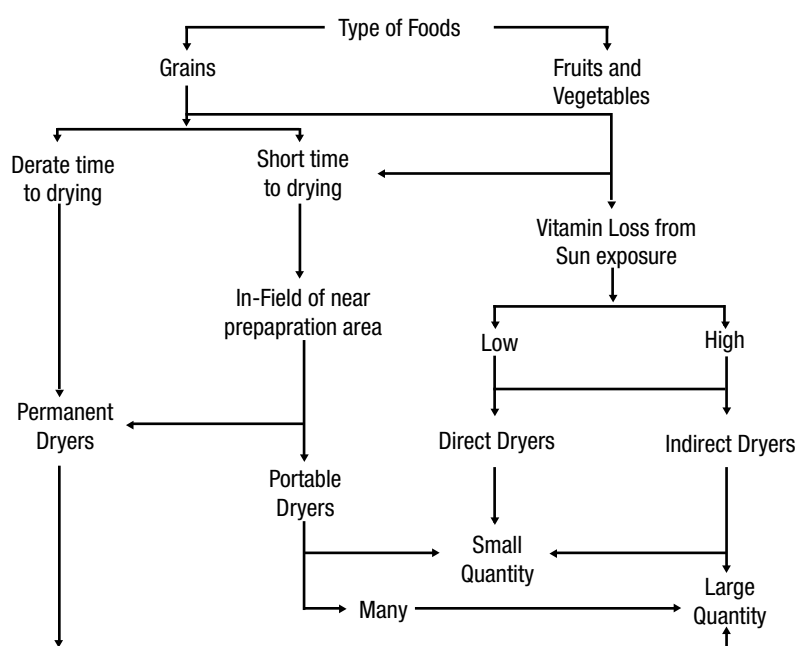 Type of Foods
Grains
Fruits and
Vegetables
Derate time
to drying
Short time
to drying
Vitamin Loss from
Sun exposure
In-Field of near
prepapration area
Low
High
Permanent
Dryers
Direct Dryers
Indirect Dryers
Portable
Dryers
Small
Quantity
Many
Large
Quantity